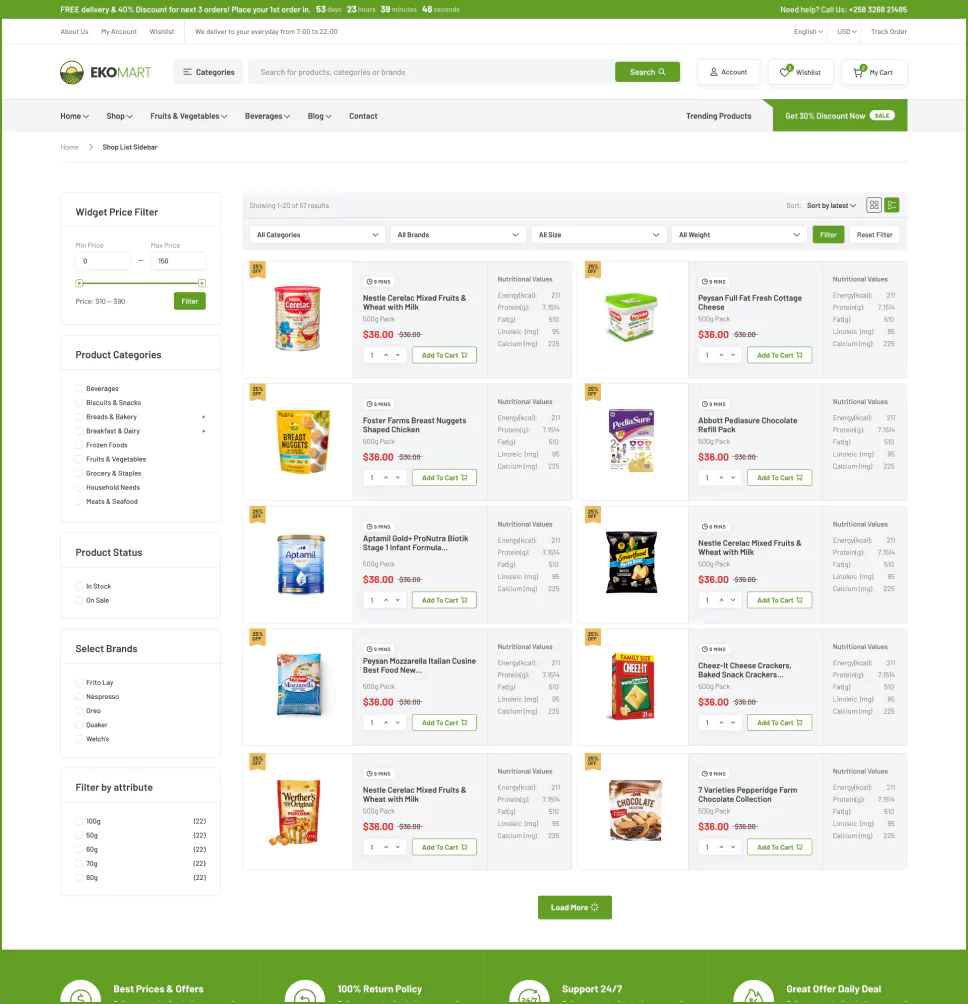 FREE delivery & 40% Discount for next 3 orders! Place your 1st order in. 53 days 23 hours 39 minutes 46 seconds
Need help? Call Us: +258 3268 21485
About Us My Account Wishlist We deliver to your everyday from 7:00 to 22:00
English USD Track Order
EKOMART Categories Search for products, categories or brands Search
Account 2 Wishlist 2 My Cart
Home Shop Fruits & Vegetables Beverages Blog Contact
Trending Products Get 30% Discount Now SALE
Home > Shop List Sidebar
Widget Price Filter
Min Price Max Price
0 – 150
Price: $10 — $90 Filter
Product Categories
Beverages
Biscuits & Snacks
Breads & Bakery +
Breakfast & Dairy +
Frozen Foods
Fruits & Vegetables
Grocery & Staples
Household Needs
Meats & Seafood
Product Status
In Stock
On Sale
Select Brands
Frito Lay
Nespresso
Oreo
Quaker
Welch's
Filter by attribute
100g (22)
50g (22)
60g (22)
70g (22)
80g (22)
Showing 1-20 of 57 results
Sort: Sort by latest
All Categories All Brands All Size All Weight Filter Reset Filter
25%
OFF
Cerelac
9 MINS
Nestle Cerelac Mixed Fruits &
Wheat with Milk
500g Pack
$36.00 $36.00
1 Add To Cart
Nutritional Values
Energy(kcal): 211
Protein(g): 7.1514
Fat(g) 510
Linoleic (mg) 95
Calcium (mg) 225
25%
OFF
Peysan
9 MINS
Peysan Full Fat Fresh Cottage
Cheese
500g Pack
$36.00 $36.00
1 Add To Cart
Nutritional Values
Energy(kcal): 211
Protein(g): 7.1514
Fat(g) 510
Linoleic (mg) 95
Calcium (mg) 225
25%
OFF
BREAST
NUGGETS
9 MINS
Foster Farms Breast Nuggets
Shaped Chicken
500g Pack
$36.00 $36.00
1 Add To Cart
Nutritional Values
Energy(kcal): 211
Protein(g): 7.1514
Fat(g) 510
Linoleic (mg) 95
Calcium (mg) 225
25%
OFF
PediaSure
9 MINS
Abbott Pediasure Chocolate
Refill Pack
500g Pack
$36.00 $36.00
1 Add To Cart
Nutritional Values
Energy(kcal): 211
Protein(g): 7.1514
Fat(g) 510
Linoleic (mg) 95
Calcium (mg) 225
25%
OFF
Aptamil
1
9 MINS
Aptamil Gold+ ProNutra Biotik
Stage 1 Infant Formula...
500g Pack
$36.00 $36.00
1 Add To Cart
Nutritional Values
Energy(kcal): 211
Protein(g): 7.1514
Fat(g) 510
Linoleic (mg) 95
Calcium (mg) 225
25%
OFF
Smartfood
WHITE
CHEDDAR
9 MINS
Nestle Cerelac Mixed Fruits &
Wheat with Milk
500g Pack
$36.00 $36.00
1 Add To Cart
Nutritional Values
Energy(kcal): 211
Protein(g): 7.1514
Fat(g) 510
Linoleic (mg) 95
Calcium (mg) 225
25%
OFF
Peysan
Mozzarella
9 MINS
Peysan Mozzarella Italian Cusine
Best Food New...
500g Pack
$36.00 $36.00
1 Add To Cart
Nutritional Values
Energy(kcal): 211
Protein(g): 7.1514
Fat(g) 510
Linoleic (mg) 95
Calcium (mg) 225
25%
OFF
FAMILY SIZE
CHEEZ-IT
21 oz
9 MINS
Cheez-It Cheese Crackers,
Baked Snack Crackers...
500g Pack
$36.00 $36.00
1 Add To Cart
Nutritional Values
Energy(kcal): 211
Protein(g): 7.1514
Fat(g) 510
Linoleic (mg) 95
Calcium (mg) 225
25%
OFF
Werther's
Original
POPCORN
9 MINS
Nestle Cerelac Mixed Fruits &
Wheat with Milk
500g Pack
$36.00 $36.00
1 Add To Cart
Nutritional Values
Energy(kcal): 211
Protein(g): 7.1514
Fat(g) 510
Linoleic (mg) 95
Calcium (mg) 225
25%
OFF
CHOCOLATE
COLLECTION
9 MINS
7 Varieties Pepperidge Farm
Chocolate Collection
500g Pack
$36.00 $36.00
1 Add To Cart
Nutritional Values
Energy(kcal): 211
Protein(g): 7.1514
Fat(g) 510
Linoleic (mg) 95
Calcium (mg) 225
Load More
Best Prices & Offers
100% Return Policy
24/7
Support 24/7
Great Offer Daily Deal